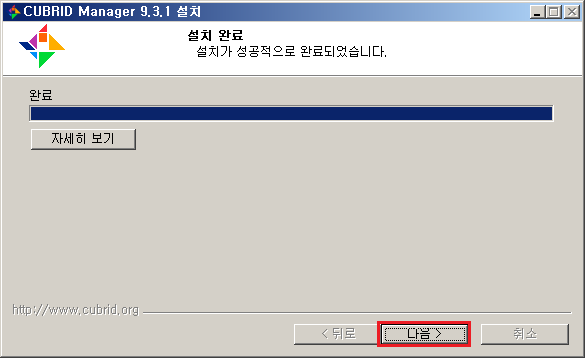 CUBRID Manager 9.3.1 설치
설치 완료
설치가 성공적으로 완료되었습니다.
완료
자세히 보기
http://www.cubrid.org
< 뒤로
다음 >
취소